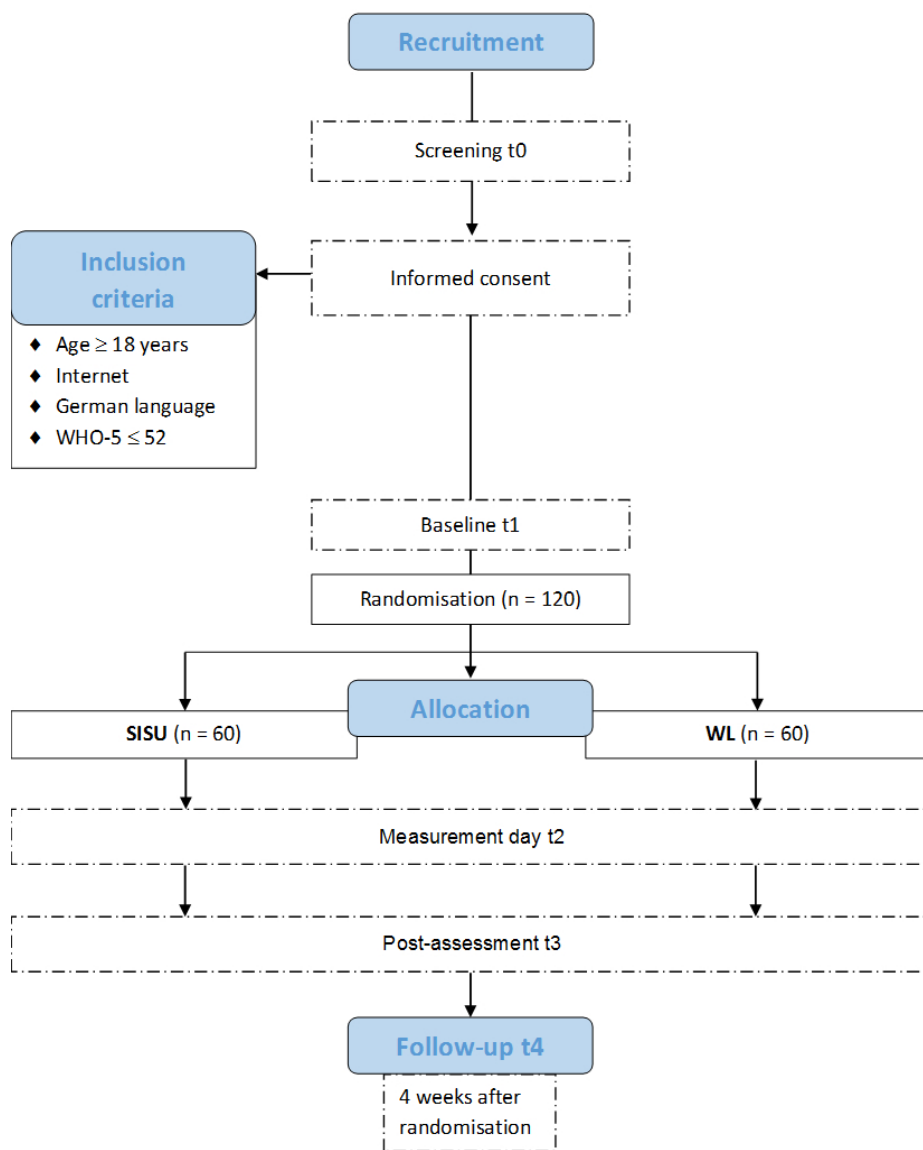 Recruitment
Screening t0
Inclusion
criteria
Informed consent
♦ Age ≥ 18 years
♦ Internet
♦ German language
♦ WHO-5 ≤ 52
Baseline t1
Randomisation (n = 120)
Allocation
SISU (n = 60)
WL (n = 60)
Measurement day t2
Post-assessment t3
Follow-up t4
4 weeks after
randomisation